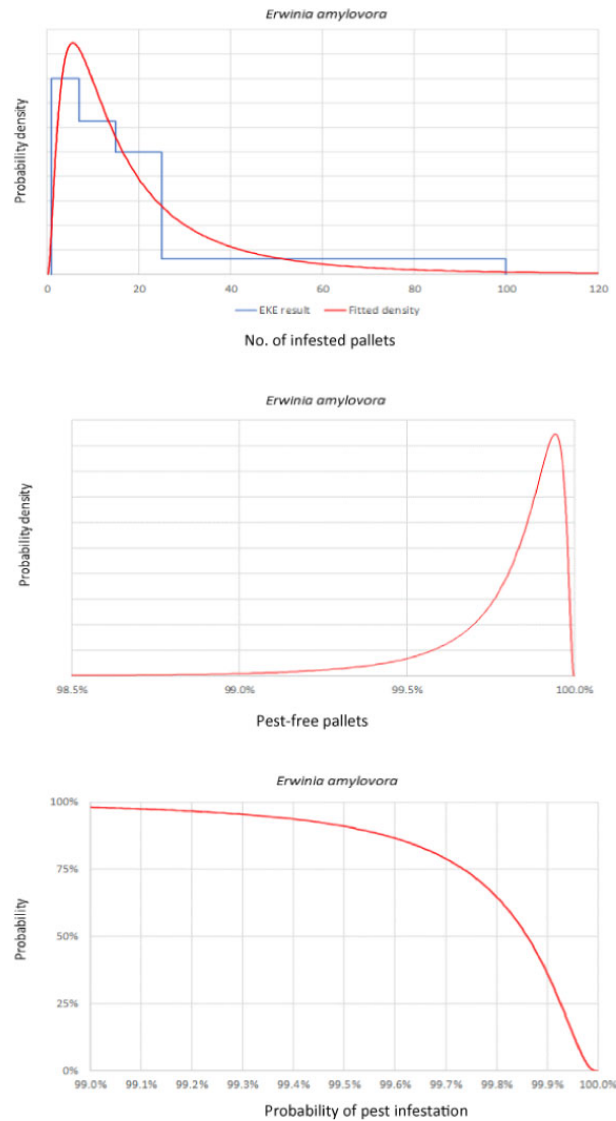 Erwinia amylovora
Probability density
0 20 40 60 80 100 120
EKE result Fitted density
No. of infested pallets
Erwinia amylovora
Probability density
98.5% 99.0% 99.5% 100.0%
Pest-free pallets
Erwinia amylovora
100%
75%
50%
25%
0%
Probability
99.0% 99.1% 99.2% 99.3% 99.4% 99.5% 99.6% 99.7% 99.8% 99.9% 100.0%
Probability of pest infestation